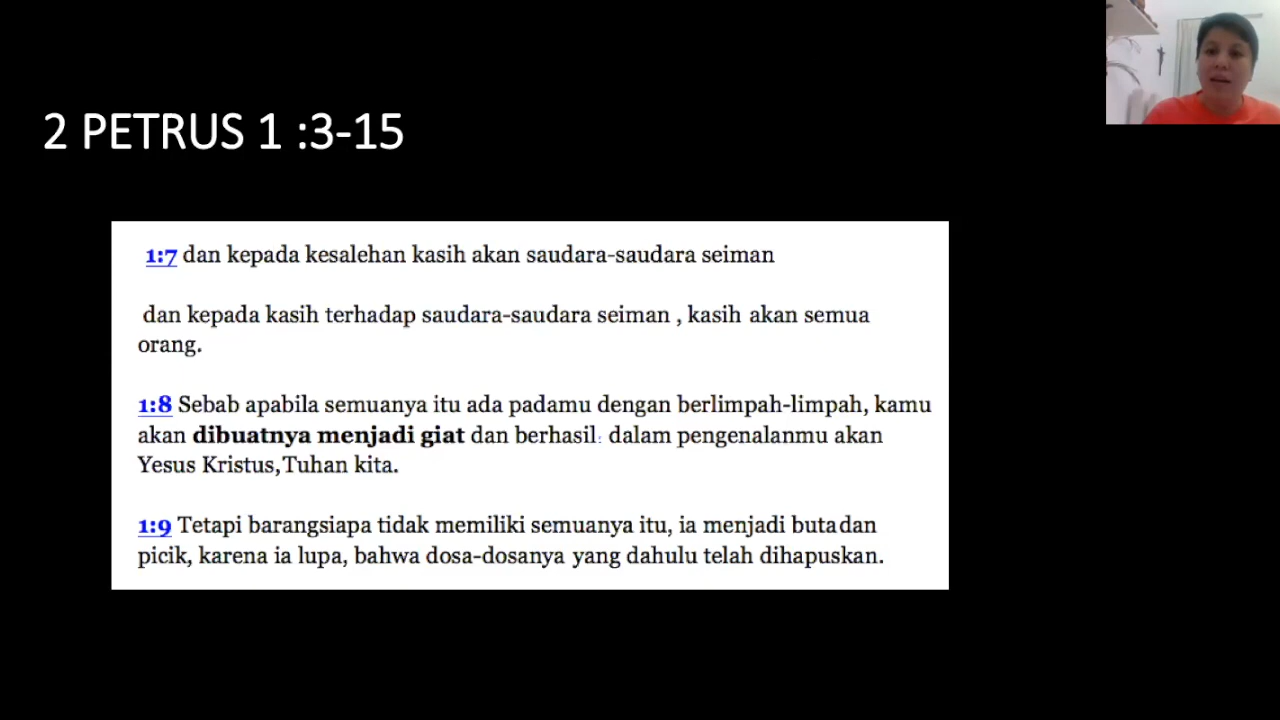 2 PETRUS 1 :3-15
1:7 dan kepada kesalehan kasih akan saudara-saudara seiman
dan kepada kasih terhadap saudara-saudara seiman , kasih akan semua
orang.
1:8 Sebab apabila semuanya itu ada padamu dengan berlimpah-limpah, kamu
akan dibuatnya menjadi giat dan berhasil: dalam pengenalanmu akan
Yesus Kristus,Tuhan kita.
1:9 Tetapi barangsiapa tidak memiliki semuanya itu, ia menjadi buta dan
picik, karena ia lupa, bahwa dosa-dosanya yang dahulu telah dihapuskan.